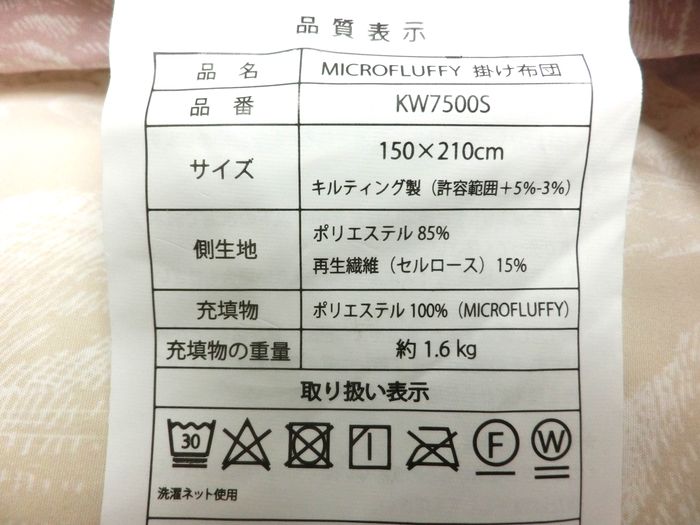 品質表示
品 名 MICROFLUFFY 掛け布団
品 番 KW7500S
サイズ 150×210cm
キルティング製（許容範囲＋5%-3%）
側生地 ポリエステル 85%
再生繊維（セルロース）15%
充填物 ポリエステル 100%（MICROFLUFFY）
充填物の重量 約 1.6 kg
取り扱い表示
30 F W
洗濯ネット使用